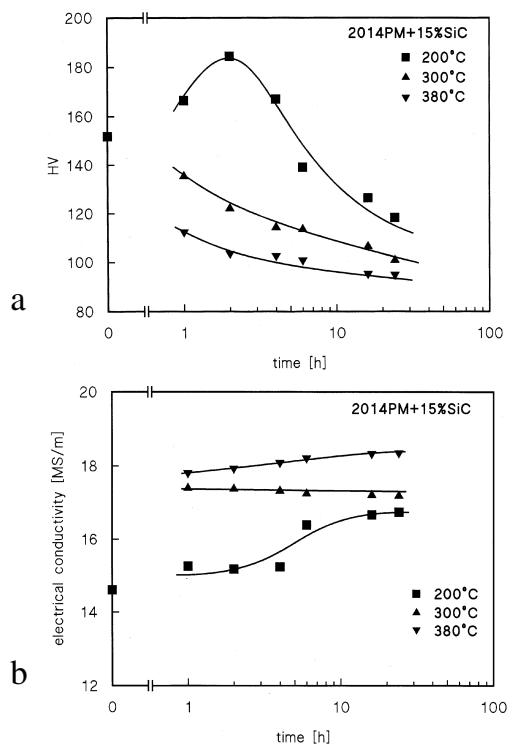 2014PM+15%SiC
200°C
300°C
380°C
200
180
160
140
120
100
80
HV
0
1
10
100
time [h]
a
2014PM+15%SiC
200°C
300°C
380°C
20
18
16
14
12
electrical conductivity [MS/m]
0
1
10
100
time [h]
b